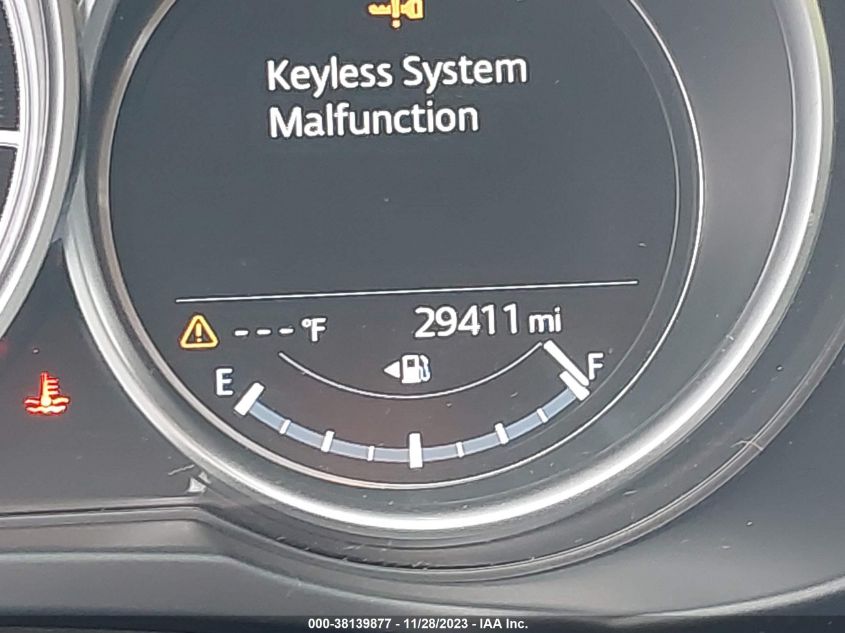 Keyless System
Malfunction
---°F 29411 mi
E F
000-38139877 - 11/28/2023 - IAA Inc.